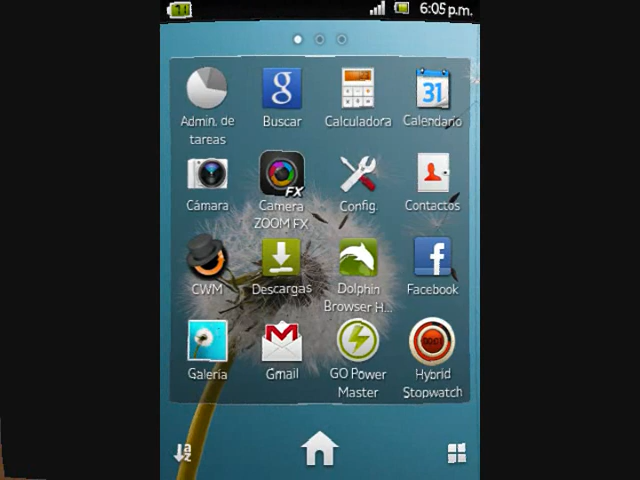 6:05 p.m.
Admin. de
tareas
Buscar
Calculadora
31
Calendario
Cámara
FX
Camera
ZOOM FX
Config.
Contactos
CWM
Descargas
Dolphin
Browser H...
Facebook
Galería
Gmail
GO Power
Master
Hybrid
Stopwatch